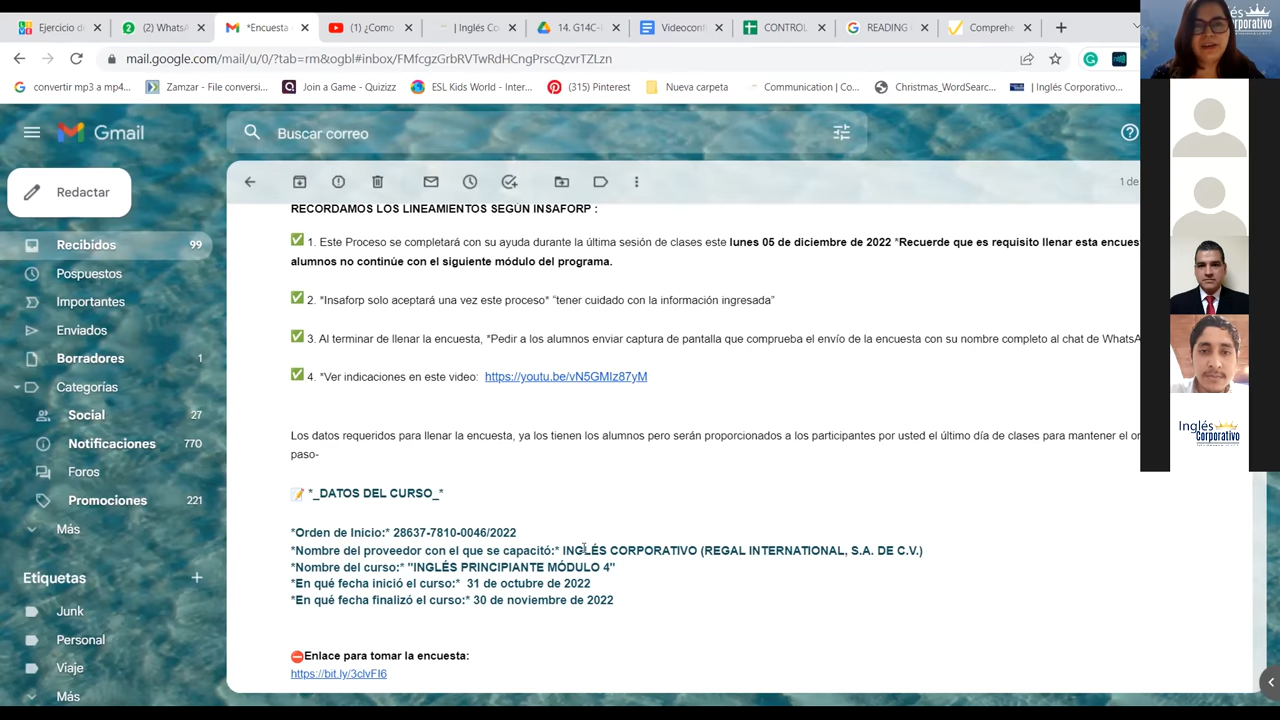 Ejercicio d
(2) Whats
*Encuesta
(1) ¿Como
| Inglés Co
14. G14C-
Videocon
CONTROL
READING
Comprehe
mail.google.com/mail/u/0/?tab=rm&ogbl#inbox/
convertir mp3 a mp4...
Zamzar - File conversi...
Join a Game - Quizizz
ESL Kids World - Inter...
(315) Pinterest
Nueva carpeta
Communication | Co...
Christmas_WordSearc...
| Inglés Corporativo...
Gmail
Buscar correo
1 de
Redactar
Recibidos 99
Pospuestos
Importantes
Enviados
Borradores 1
Categorías
Social 27
Notificaciones 770
Foros
Promociones 221
Más
Etiquetas
Junk
Personal
Viaje
Más
RECORDAMOS LOS LINEAMIENTOS SEGÚN INSAFORP :
1. Este Proceso se completará con su ayuda durante la última sesión de clases este lunes 05 de diciembre de 2022 *Recuerde que es requisito llenar esta encues
alumnos no continúe con el siguiente módulo del programa.
2. *Insaforp solo aceptará una vez este proceso* “tener cuidado con la información ingresada”
3. Al terminar de llenar la encuesta, *Pedir a los alumnos enviar captura de pantalla que comprueba el envío de la encuesta con su nombre completo al chat de WhatsA
4. *Ver indicaciones en este video: https://youtu.be/vN5GMIz87yM
Los datos requeridos para llenar la encuesta, ya los tienen los alumnos pero serán proporcionados a los participantes por usted el último día de clases para mantener el or
paso-
*_DATOS DEL CURSO_*
*Orden de Inicio:* 28637-7810-0046/2022
*Nombre del proveedor con el que se capacitó:* INGLÉS CORPORATIVO (REGAL INTERNATIONAL, S.A. DE C.V.)
*Nombre del curso:* "INGLÉS PRINCIPIANTE MÓDULO 4"
*En qué fecha inició el curso:* 31 de octubre de 2022
*En qué fecha finalizó el curso:* 30 de noviembre de 2022
Enlace para tomar la encuesta:
https://bit.ly/3clvFI6
Inglés
Corporativo
Inglés
Corporativo